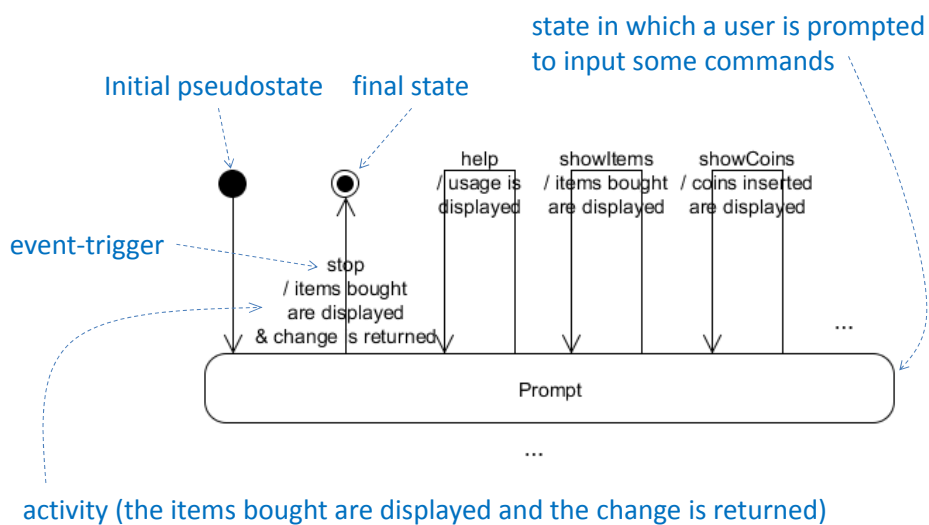 state in which a user is prompted
to input some commands
Initial pseudostate
final state
help
/ usage is
displayed
showItems
/ items bought
are displayed
showCoins
/ coins inserted
are displayed
event-trigger
stop
/ items bought
are displayed
& change is returned
...
Prompt
...
activity (the items bought are displayed and the change is returned)